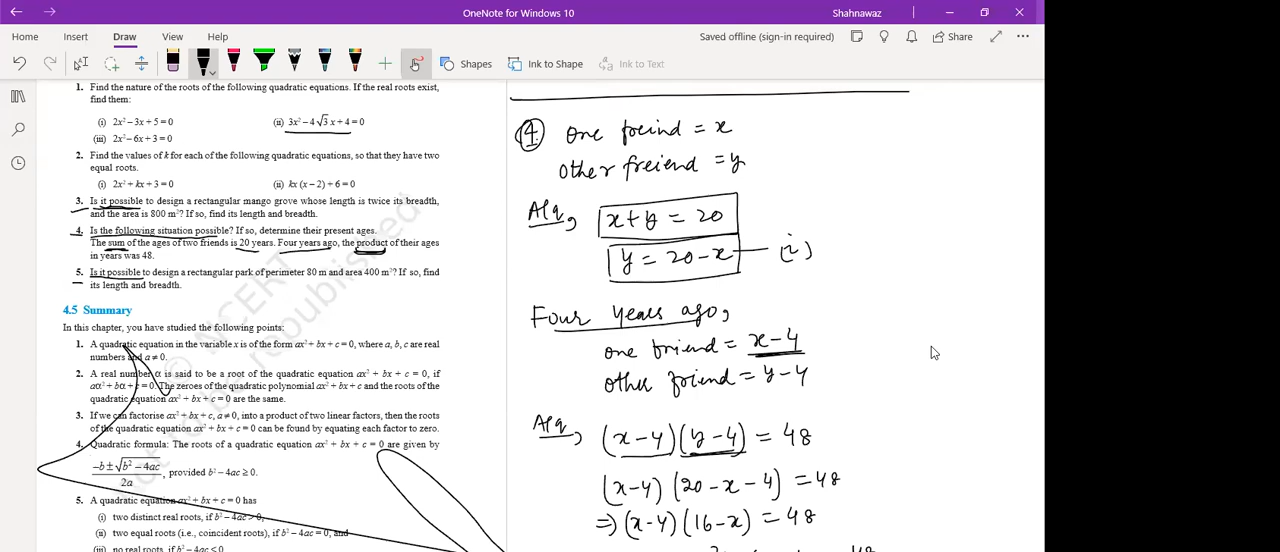 OneNote for Windows 10
Shahnawaz
Home Insert Draw View Help
Saved offline (sign-in required)
Share
Shapes
Ink to Shape
Ink to Text
1. Find the nature of the roots of the following quadratic equations. If the real roots exist,
find them:
(i) 2x² – 3x + 5 = 0 (ii) 3x² – 4√3 x + 4 = 0
(iii) 2x² – 6x + 3 = 0
2. Find the values of k for each of the following quadratic equations, so that they have two
equal roots.
(i) 2x² + kx + 3 = 0 (ii) kx (x – 2) + 6 = 0
3. Is it possible to design a rectangular mango grove whose length is twice its breadth,
and the area is 800 m²? If so, find its length and breadth.
4. Is the following situation possible? If so, determine their present ages.
The sum of the ages of two friends is 20 years. Four years ago, the product of their ages
in years was 48.
5. Is it possible to design a rectangular park of perimeter 80 m and area 400 m²? If so, find
its length and breadth.
4.5 Summary
In this chapter, you have studied the following points:
1. A quadratic equation in the variable x is of the form ax² + bx + c = 0, where a, b, c are real
numbers and a ≠ 0.
2. A real number α is said to be a root of the quadratic equation ax² + bx + c = 0, if
aα² + bα + c = 0. The zeroes of the quadratic polynomial ax² + bx + c and the roots of the
quadratic equation ax² + bx + c = 0 are the same.
3. If we can factorise ax² + bx + c, a ≠ 0, into a product of two linear factors, then the roots
of the quadratic equation ax² + bx + c = 0 can be found by equating each factor to zero.
4. Quadratic formula: The roots of a quadratic equation ax² + bx + c = 0 are given by
–b ± √b² – 4ac / 2a, provided b² – 4ac ≥ 0.
5. A quadratic equation ax² + bx + c = 0 has
(i) two distinct real roots, if b² – 4ac > 0,
(ii) two equal roots (i.e., coincident roots), if b² – 4ac = 0, and
(iii) no real roots, if b² – 4ac < 0
© NCERT
not to be republished
4. One freind = x
Other freiend = y
Alq, x + y = 20
y = 20 – x — (i)
Four years ago,
one friend = x – 4
other friend = y – 4
Alq, (x – 4) (y – 4) = 48
(x – 4) (20 – x – 4) = 48
⇒ (x – 4) (16 – x) = 48